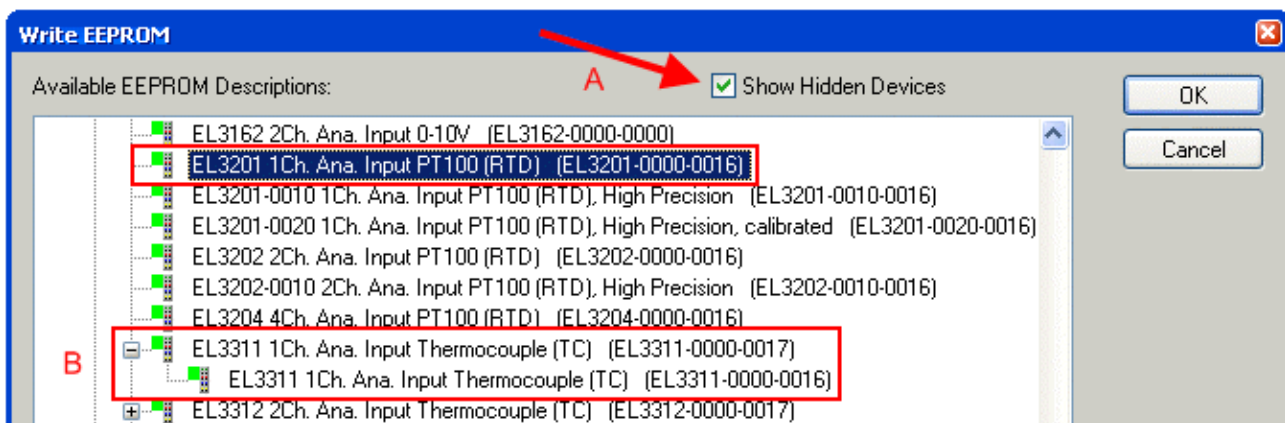 Write EEPROM
A
Available EEPROM Descriptions:
Show Hidden Devices
OK
Cancel
EL3162 2Ch. Ana. Input 0-10V (EL3162-0000-0000)
EL3201 1Ch. Ana. Input PT100 (RTD) (EL3201-0000-0016)
EL3201-0010 1Ch. Ana. Input PT100 (RTD), High Precision (EL3201-0010-0016)
EL3201-0020 1Ch. Ana. Input PT100 (RTD), High Precision, calibrated (EL3201-0020-0016)
EL3202 2Ch. Ana. Input PT100 (RTD) (EL3202-0000-0016)
EL3202-0010 2Ch. Ana. Input PT100 (RTD), High Precision (EL3202-0010-0016)
EL3204 4Ch. Ana. Input PT100 (RTD) (EL3204-0000-0016)
B
EL3311 1Ch. Ana. Input Thermocouple (TC) (EL3311-0000-0017)
EL3311 1Ch. Ana. Input Thermocouple (TC) (EL3311-0000-0016)
EL3312 2Ch. Ana. Input Thermocouple (TC) (EL3312-0000-0017)